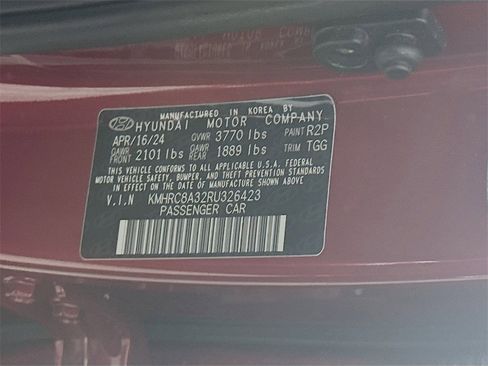 MANUFACTURED IN KOREA BY
HYUNDAI MOTOR COMPANY
APR/16/24 GVWR 3770 lbs PAINT R2P
GAWR FRONT 2101 lbs GAWR REAR 1889 lbs TRIM TGG
THIS VEHICLE CONFORMS TO ALL APPLICABLE U.S.A. FEDERAL
MOTOR VEHICLE SAFETY, BUMPER, AND THEFT PREVENTION STANDARDS
IN EFFECT ON THE DATE OF MANUFACTURE SHOWN ABOVE.
V.I.N KMHRC8A32RU326423
PASSENGER CAR